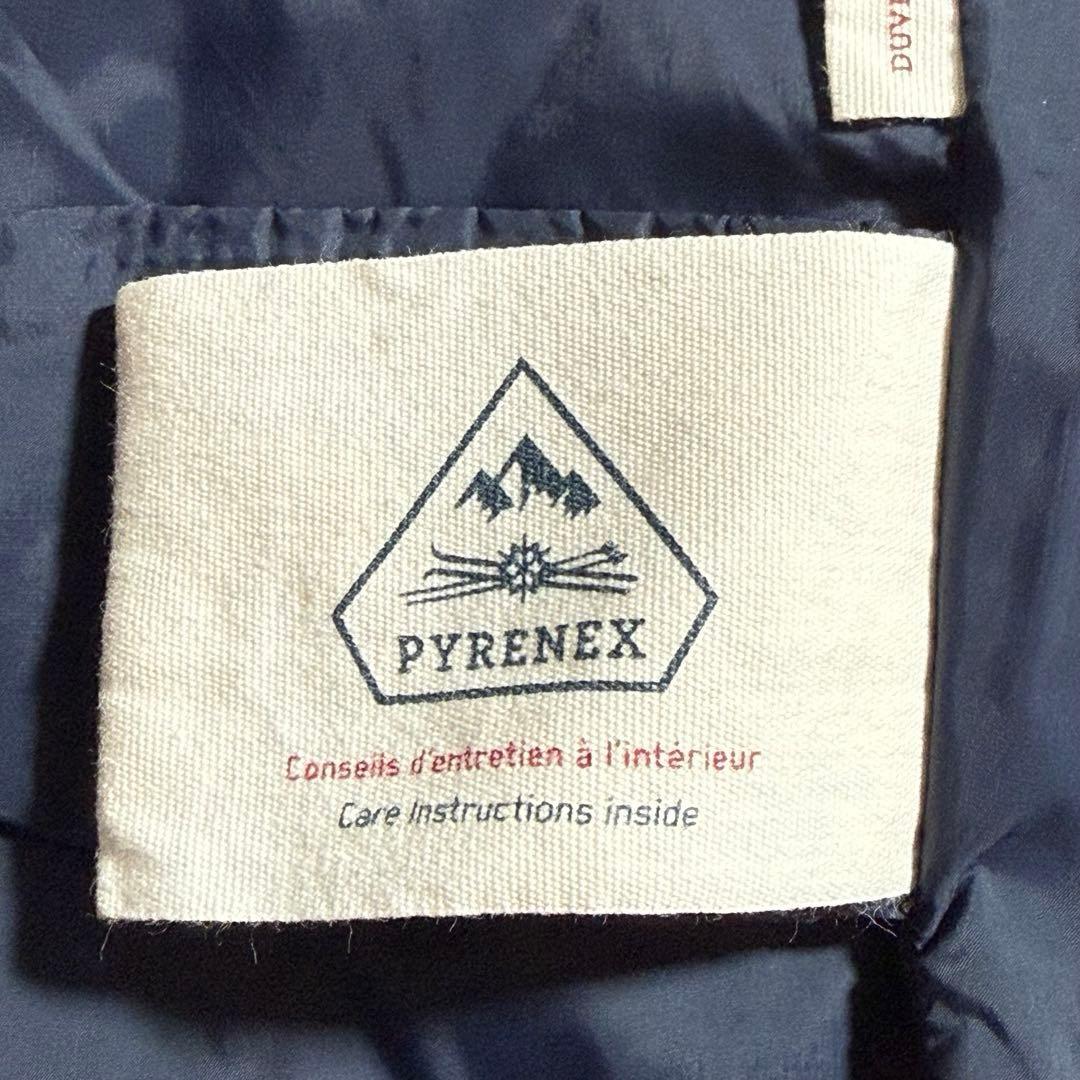 PYRENEX
Conseils d'entretien à l'intérieur
Care Instructions inside